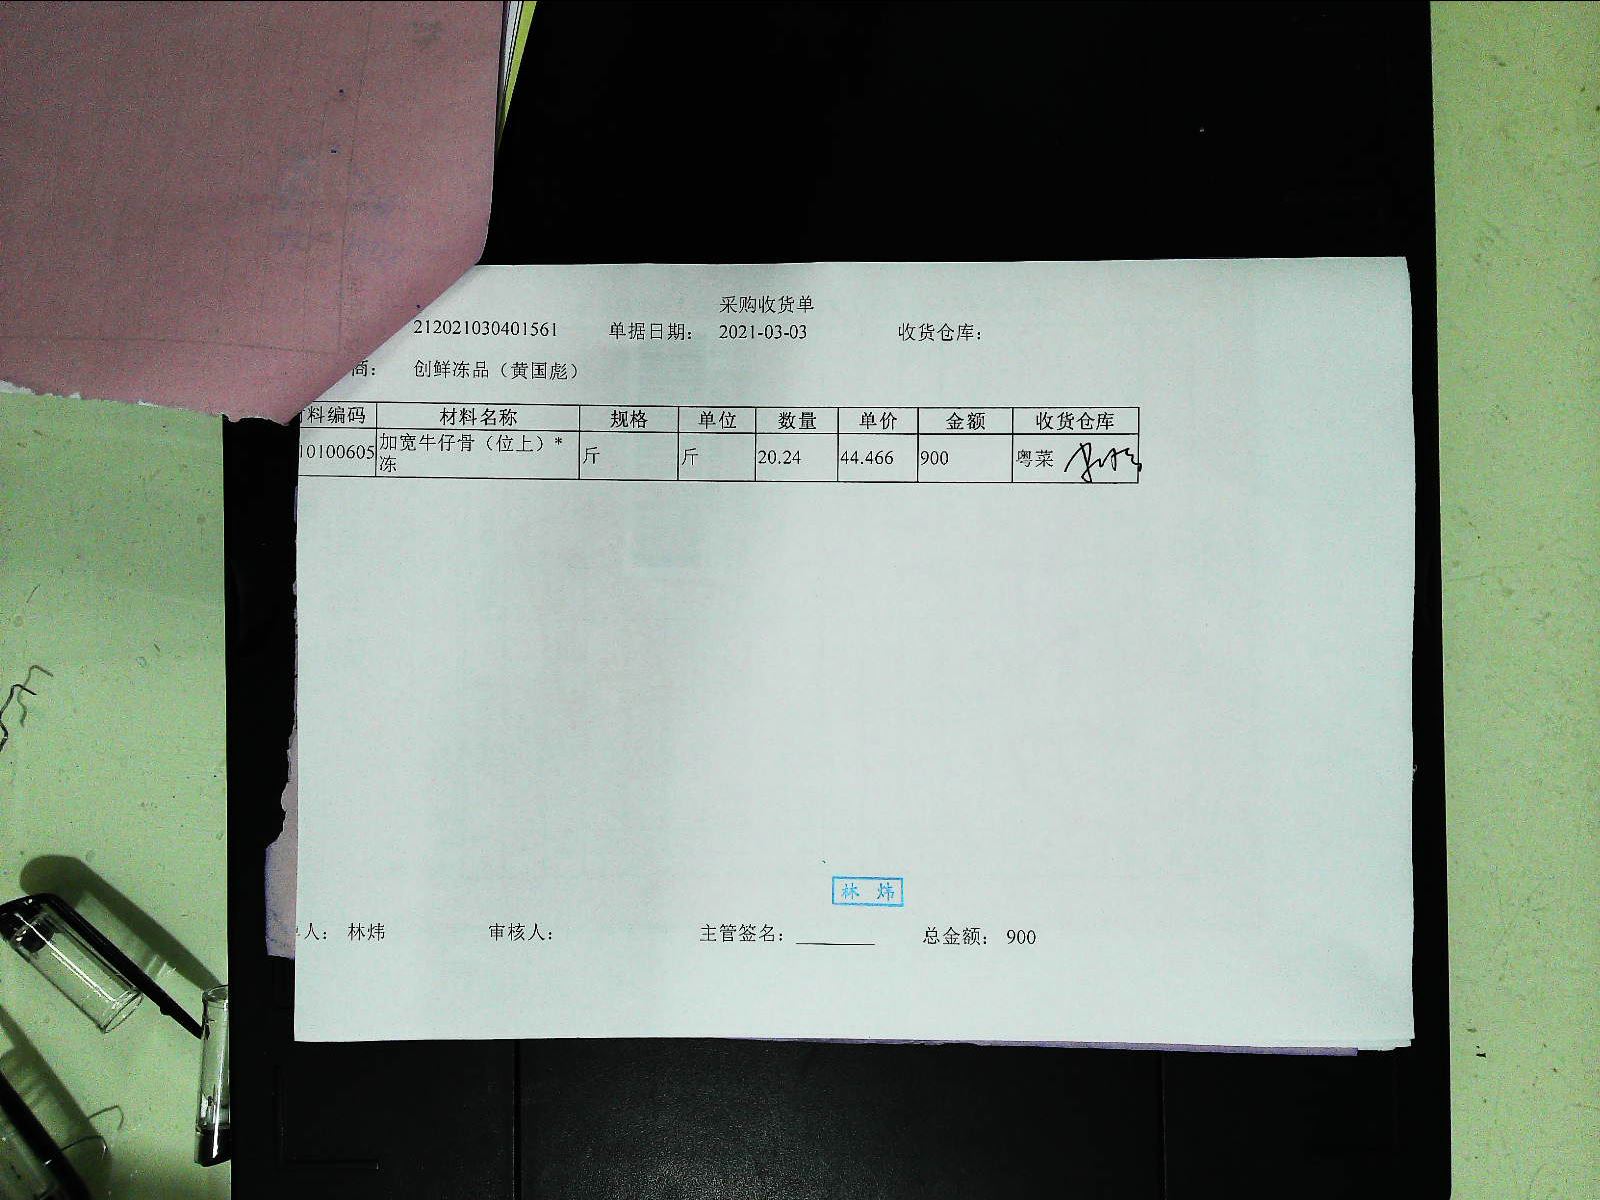 采购收货单
212021030401561 单据日期： 2021-03-03 收货仓库：
商： 创鲜冻品（黄国彪）
料编码 材料名称 规格 单位 数量 单价 金额 收货仓库
10100605 加宽牛仔骨（位上）*冻 斤 斤 20.24 44.466 900 粤菜
林 炜
人： 林炜 审核人： 主管签名：________ 总金额： 900